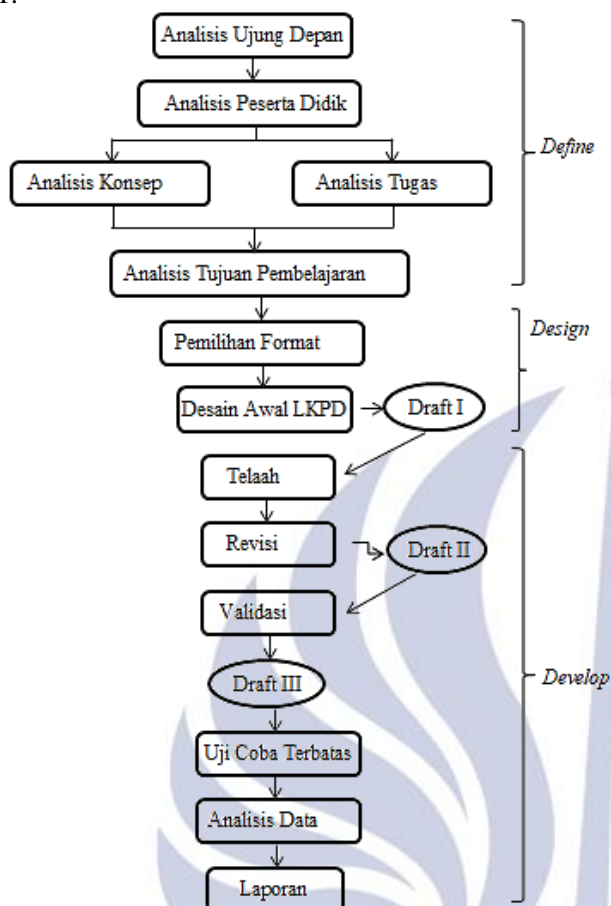 Analisis Ujung Depan
Analisis Peserta Didik
Define
Analisis Konsep
Analisis Tugas
Analisis Tujuan Pembelajaran
Design
Pemilihan Format
Desain Awal LKPD
Draft I
Telaah
Revisi
Draft II
Validasi
Draft III
Develop
Uji Coba Terbatas
Analisis Data
Laporan